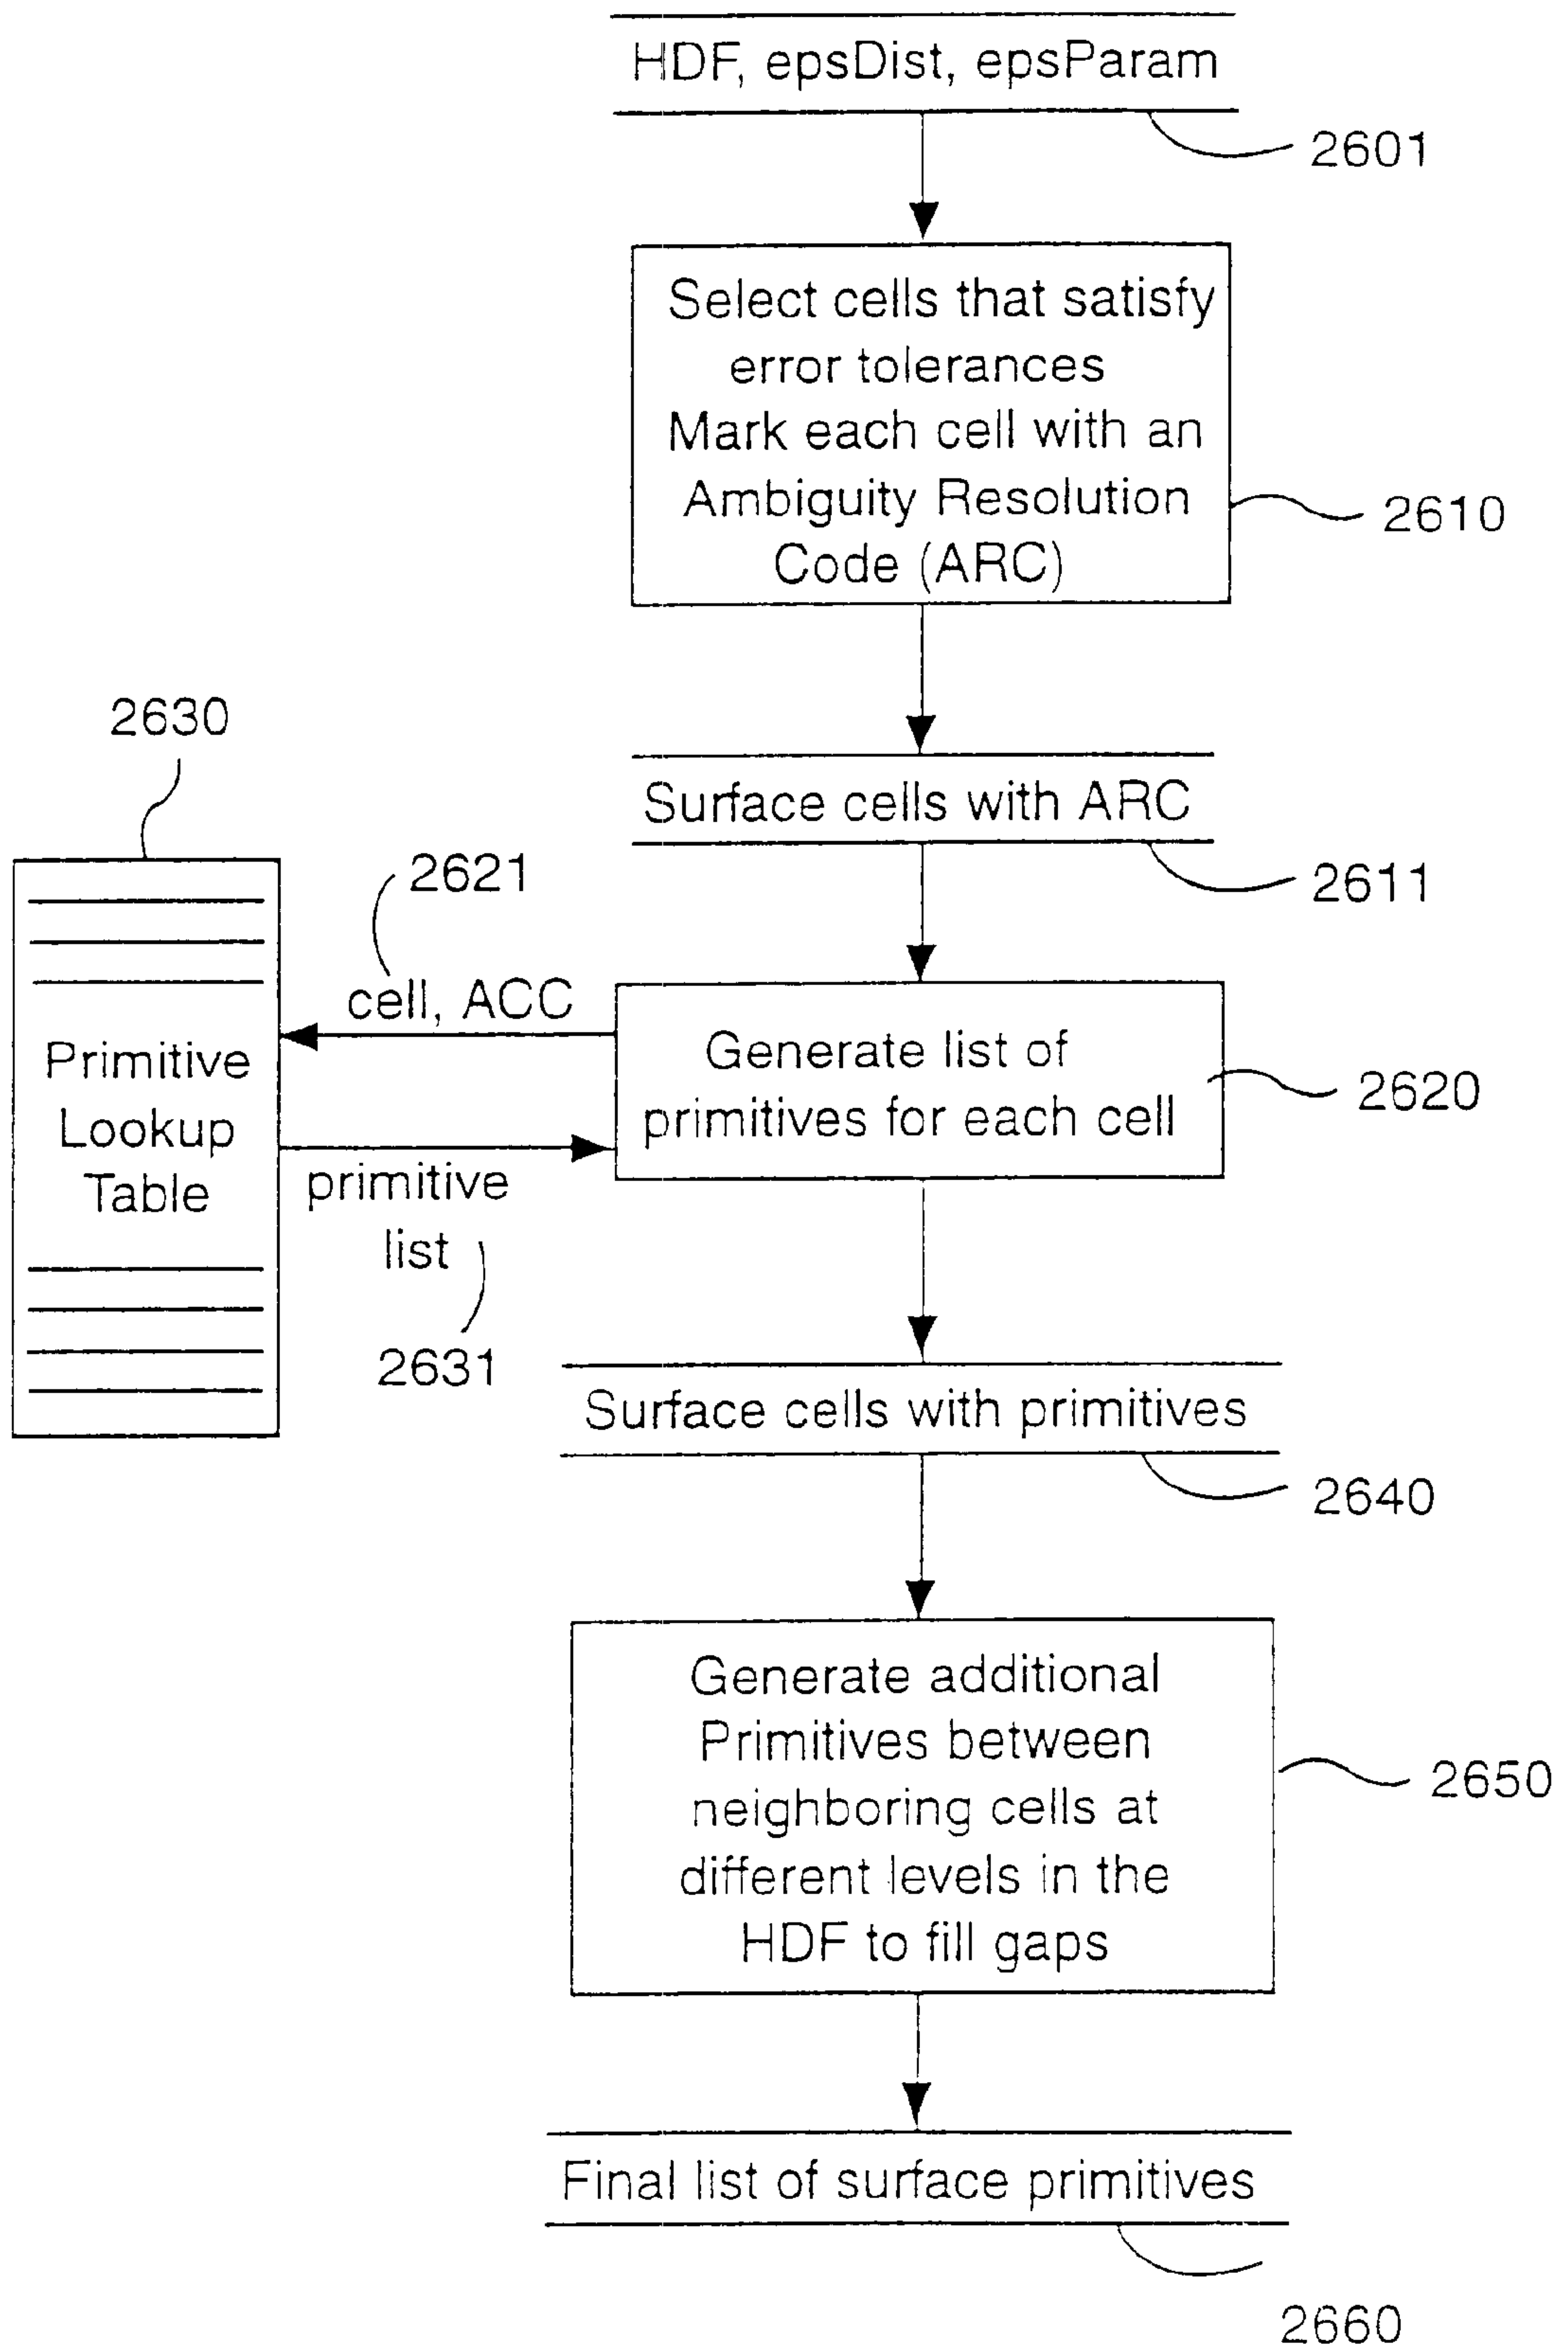 HDF, epsDist, epsParam
2601
Select cells that satisfy
error tolerances
Mark each cell with an
Ambiguity Resolution
Code (ARC)
2610
2630
Surface cells with ARC
2611
2621
cell, ACC
Primitive
Lookup
Table
Generate list of
primitives for each cell
2620
primitive
list
2631
Surface cells with primitives
2640
Generate additional
Primitives between
neighboring cells at
different levels in the
HDF to fill gaps
2650
Final list of surface primitives
2660